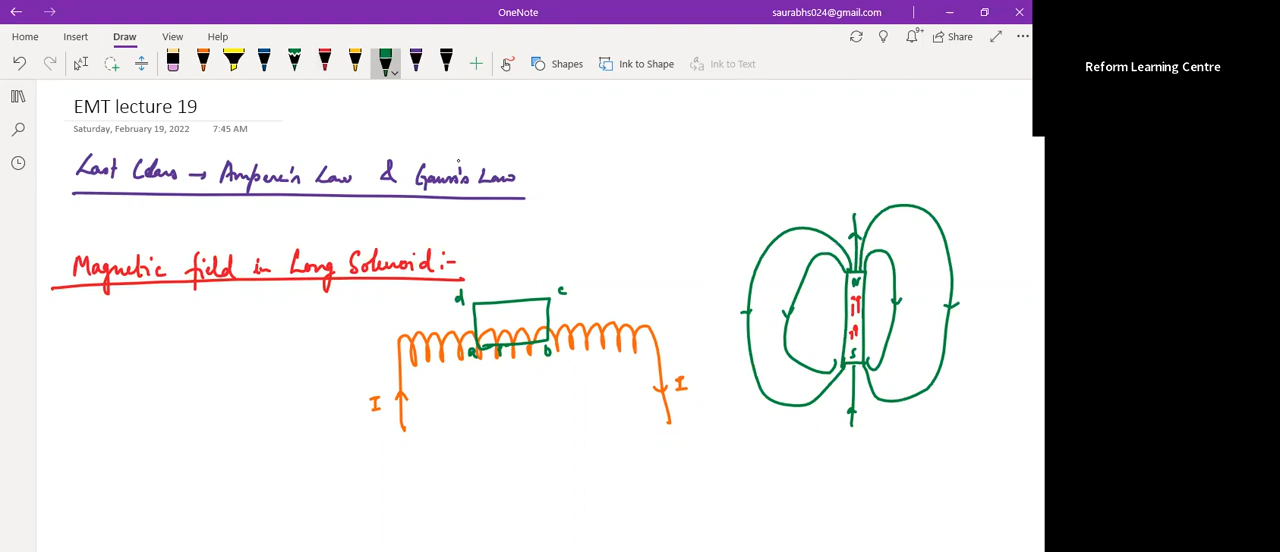 OneNote
saurabhs024@gmail.com
Home Insert Draw View Help
9+
Share
Shapes
Ink to Shape
Ink to Text
Reform Learning Centre
EMT lecture 19
Saturday, February 19, 2022 7:45 AM
Last Class → Ampere's Law & Gauss's Law
Magnetic field in Long Solenoid :-
d c
a b
I I
N
S